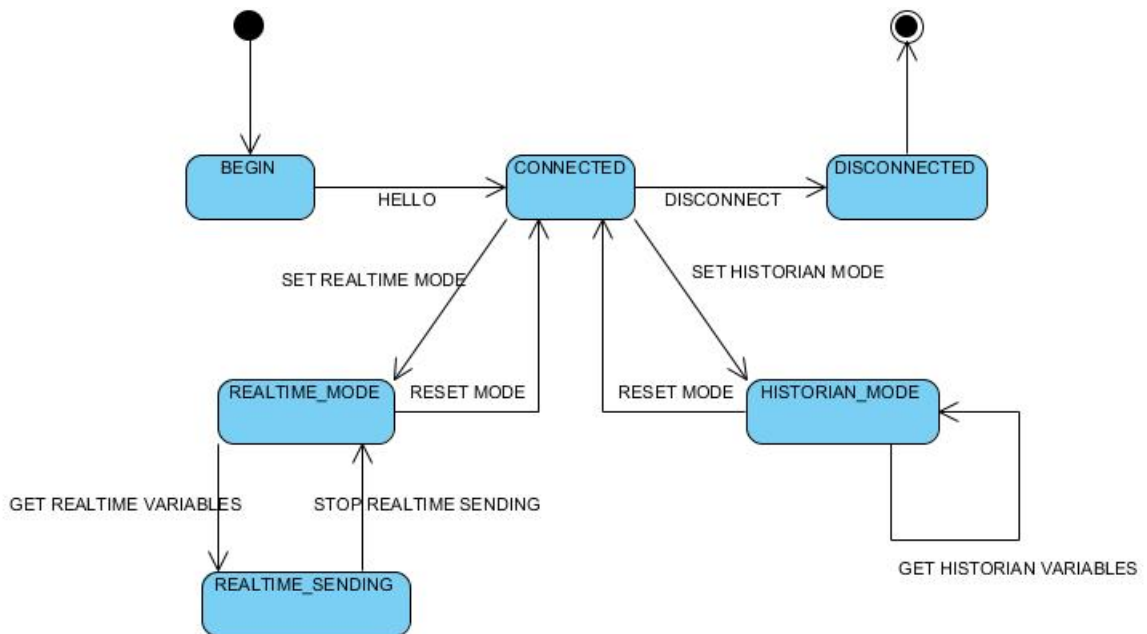 BEGIN
CONNECTED
DISCONNECTED
HELLO
DISCONNECT
SET REALTIME MODE
SET HISTORIAN MODE
REALTIME_MODE
RESET MODE
RESET MODE
HISTORIAN_MODE
GET REALTIME VARIABLES
STOP REALTIME SENDING
GET HISTORIAN VARIABLES
REALTIME_SENDING